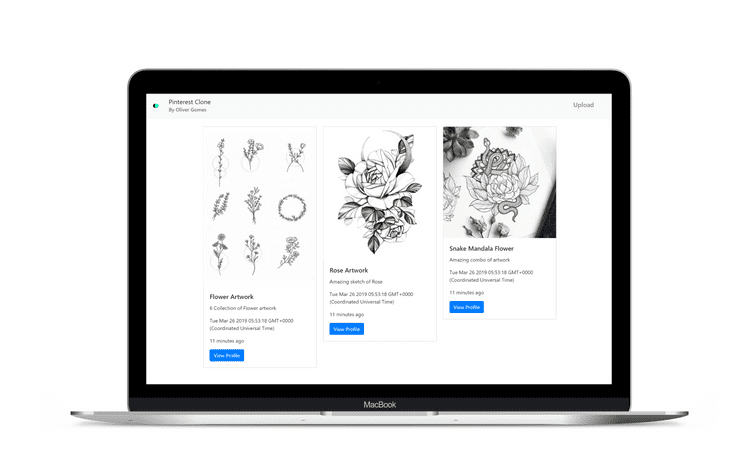 Pinterest Clone
By Oliver Gomes
Upload
Flower Artwork
6 Collection of Flower artwork
Tue Mar 26 2019 05:53:18 GMT+0000
(Coordinated Universal Time)
11 minutes ago
View Profile
Rose Artwork
Amazing sketch of Rose
Tue Mar 26 2019 05:53:18 GMT+0000
(Coordinated Universal Time)
11 minutes ago
View Profile
Snake Mandala Flower
Amazing combo of artwork
Tue Mar 26 2019 05:53:18 GMT+0000
(Coordinated Universal Time)
11 minutes ago
View Profile
MacBook